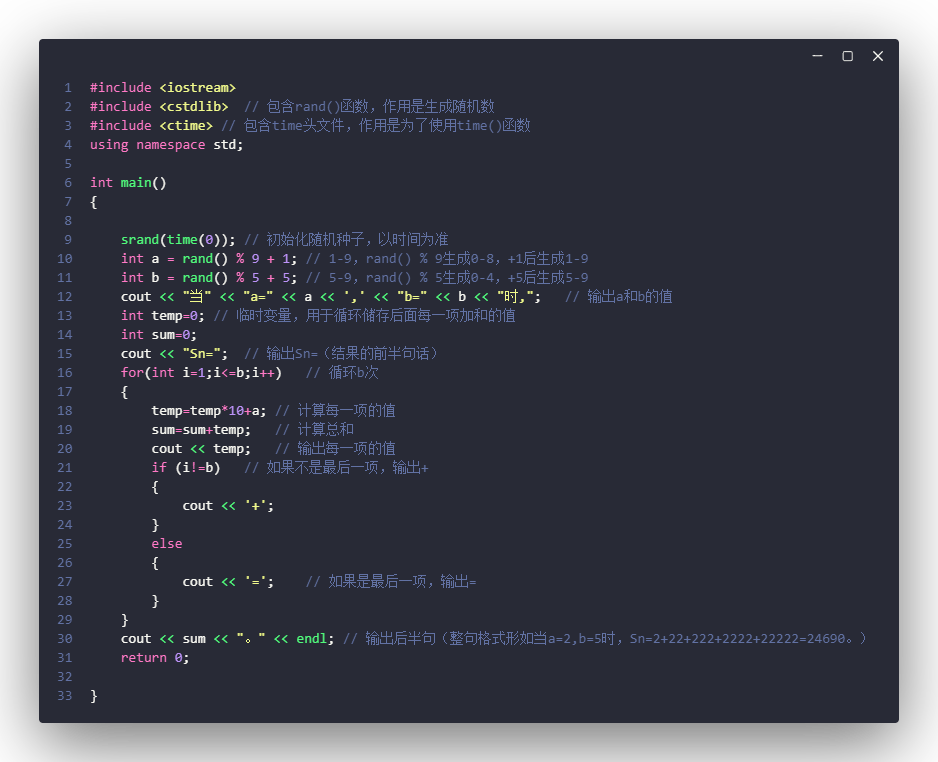 1 #include <iostream>
2 #include <cstdlib>  // 包含rand()函数，作用是生成随机数
3 #include <ctime> // 包含time头文件，作用是为了使用time()函数
4 using namespace std;
5
6 int main()
7 {
8
9     srand(time(0)); // 初始化随机种子，以时间为准
10     int a = rand() % 9 + 1; // 1-9，rand() % 9生成0-8，+1后生成1-9
11     int b = rand() % 5 + 5; // 5-9，rand() % 5生成0-4，+5后生成5-9
12     cout << "当" << "a=" << a << ',' << "b=" << b << "时,";   // 输出a和b的值
13     int temp=0; // 临时变量，用于循环储存后面每一项加和的值
14     int sum=0;
15     cout << "Sn=";  // 输出Sn=（结果的前半句话）
16     for(int i=1;i<=b;i++)   // 循环b次
17     {
18         temp=temp*10+a; // 计算每一项的值
19         sum=sum+temp;   // 计算总和
20         cout << temp;   // 输出每一项的值
21         if (i!=b)   // 如果不是最后一项，输出+
22         {
23             cout << '+';
24         }
25         else
26         {
27             cout << '=';    // 如果是最后一项，输出=
28         }
29     }
30     cout << sum << "。" << endl; // 输出后半句（整句格式形如当a=2,b=5时，Sn=2+22+222+2222+22222=24690。）
31     return 0;
32
33 }